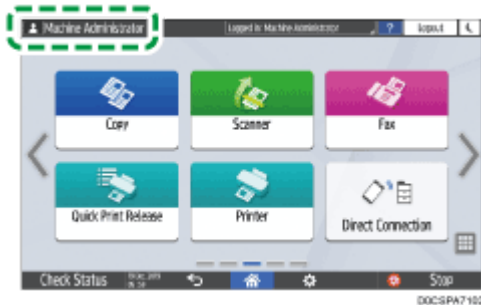 Machine Administrator
Logged in: Machine Administrator
? Logout
Copy
Scanner
Fax
Quick Print Release
Printer
Direct Connection
Check Status
Stop
D0CSPA7102